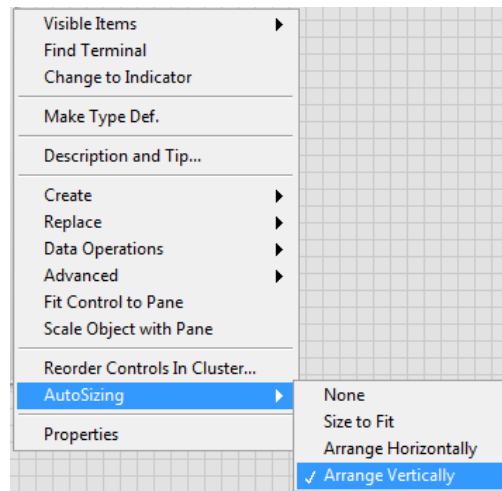 Visible Items
Find Terminal
Change to Indicator
Make Type Def.
Description and Tip...
Create
Replace
Data Operations
Advanced
Fit Control to Pane
Scale Object with Pane
Reorder Controls In Cluster...
AutoSizing
Properties
None
Size to Fit
Arrange Horizontally
✓ Arrange Vertically